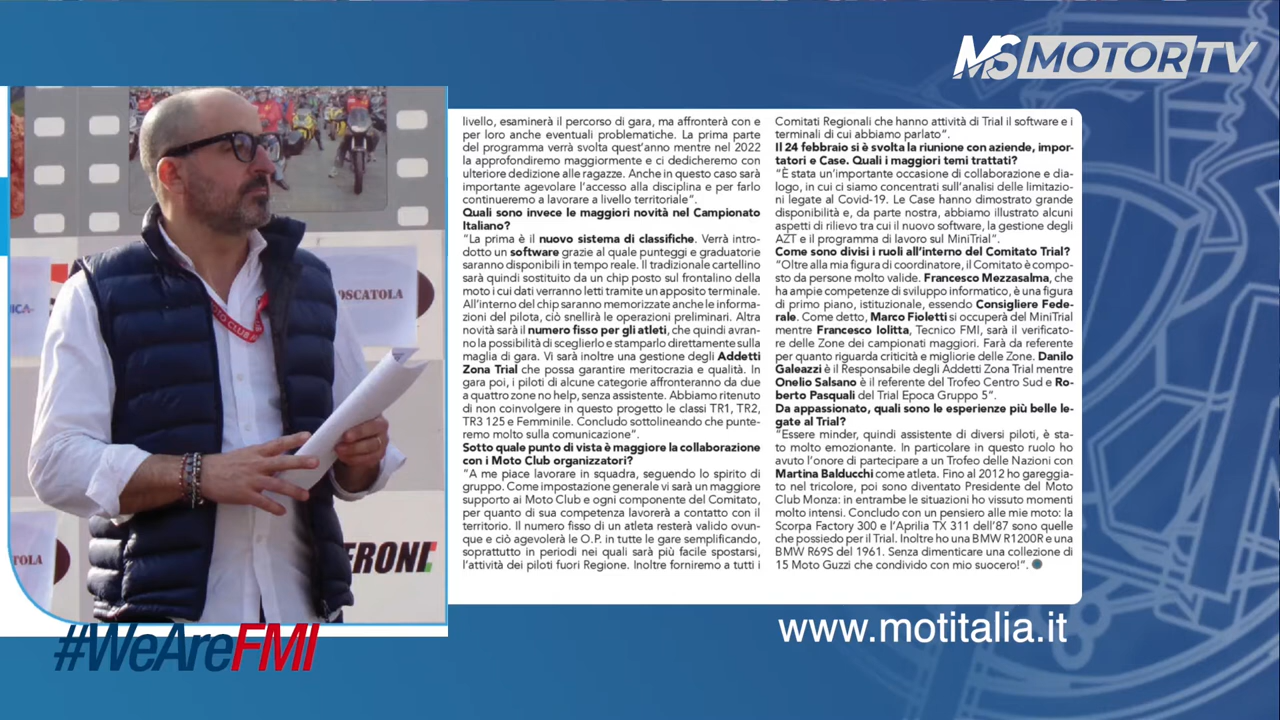 MS MOTOR TV
livello, esaminerà il percorso di gara, ma affronterà con e
per loro anche eventuali problematiche. La prima parte
del programma verrà svolta quest'anno mentre nel 2022
la approfondiremo maggiormente e ci dedicheremo con
ulteriore dedizione alle ragazze. Anche in questo caso sarà
importante agevolare l'accesso alla disciplina e per farlo
continueremo a lavorare a livello territoriale".
Quali sono invece le maggiori novità nel Campionato
Italiano?
"La prima è il nuovo sistema di classifiche. Verrà intro-
dotto un software grazie al quale punteggi e graduatorie
saranno disponibili in tempo reale. Il tradizionale cartellino
sarà quindi sostituito da un chip posto sul frontalino della
moto i cui dati verranno letti tramite un apposito terminale.
All'interno del chip saranno memorizzate anche le informa-
zioni del pilota, ciò snellirà le operazioni preliminari. Altra
novità sarà il numero fisso per gli atleti, che quindi avran-
no la possibilità di sceglierlo e stamparlo direttamente sulla
maglia di gara. Vi sarà inoltre una gestione degli Addetti
Zona Trial che possa garantire meritocrazia e qualità. In
gara poi, i piloti di alcune categorie affronteranno da due
a quattro zone no help, senza assistente. Abbiamo ritenuto
di non coinvolgere in questo progetto le classi TR1, TR2,
TR3 125 e Femminile. Concludo sottolineando che punte-
remo molto sulla comunicazione".
Sotto quale punto di vista è maggiore la collaborazione
con i Moto Club organizzatori?
"A me piace lavorare in squadra, seguendo lo spirito di
gruppo. Come impostazione generale vi sarà un maggiore
supporto ai Moto Club e ogni componente del Comitato,
per quanto di sua competenza lavorerà a contatto con il
territorio. Il numero fisso di un atleta resterà valido ovun-
que e ciò agevolerà le O.P. in tutte le gare semplificando,
soprattutto in periodi nei quali sarà più facile spostarsi,
l'attività dei piloti fuori Regione. Inoltre forniremo a tutti i
Comitati Regionali che hanno attività di Trial il software e i
terminali di cui abbiamo parlato".
Il 24 febbraio si è svolta la riunione con aziende, impor-
tatori e Case. Quali i maggiori temi trattati?
"È stata un'importante occasione di collaborazione e dia-
logo, in cui ci siamo concentrati sull'analisi delle limitazio-
ni legate al Covid-19. Le Case hanno dimostrato grande
disponibilità e, da parte nostra, abbiamo illustrato alcuni
aspetti di rilievo tra cui il nuovo software, la gestione degli
AZT e il programma di lavoro sul MiniTrial".
Come sono divisi i ruoli all'interno del Comitato Trial?
"Oltre alla mia figura di coordinatore, il Comitato è compo-
sto da persone molto valide. Francesco Mezzasalma, che
ha ampie competenze di sviluppo informatico, è una figura
di primo piano, istituzionale, essendo Consigliere Fede-
rale. Come detto, Marco Fioletti si occuperà del MiniTrial
mentre Francesco Iolitta, Tecnico FMI, sarà il verificato-
re delle Zone dei campionati maggiori. Farà da referente
per quanto riguarda criticità e migliorie delle Zone. Danilo
Galeazzi è il Responsabile degli Addetti Zona Trial mentre
Onelio Salsano è il referente del Trofeo Centro Sud e Ro-
berto Pasquali del Trial Epoca Gruppo 5".
Da appassionato, quali sono le esperienze più belle le-
gate al Trial?
"Essere minder, quindi assistente di diversi piloti, è sta-
to molto emozionante. In particolare in questo ruolo ho
avuto l'onore di partecipare a un Trofeo delle Nazioni con
Martina Balducchi come atleta. Fino al 2012 ho gareggia-
to nel tricolore, poi sono diventato Presidente del Moto
Club Monza: in entrambe le situazioni ho vissuto momenti
molto intensi. Concludo con un pensiero alle mie moto: la
Scorpa Factory 300 e l'Aprilia TX 311 dell'87 sono quelle
che possiedo per il Trial. Inoltre ho una BMW R1200R e una
BMW R69S del 1961. Senza dimenticare una collezione di
15 Moto Guzzi che condivido con mio suocero!".
OSCATOLA
MOTO CLUB
TOLA
ERONI
#WeAreFMI
www.motitalia.it